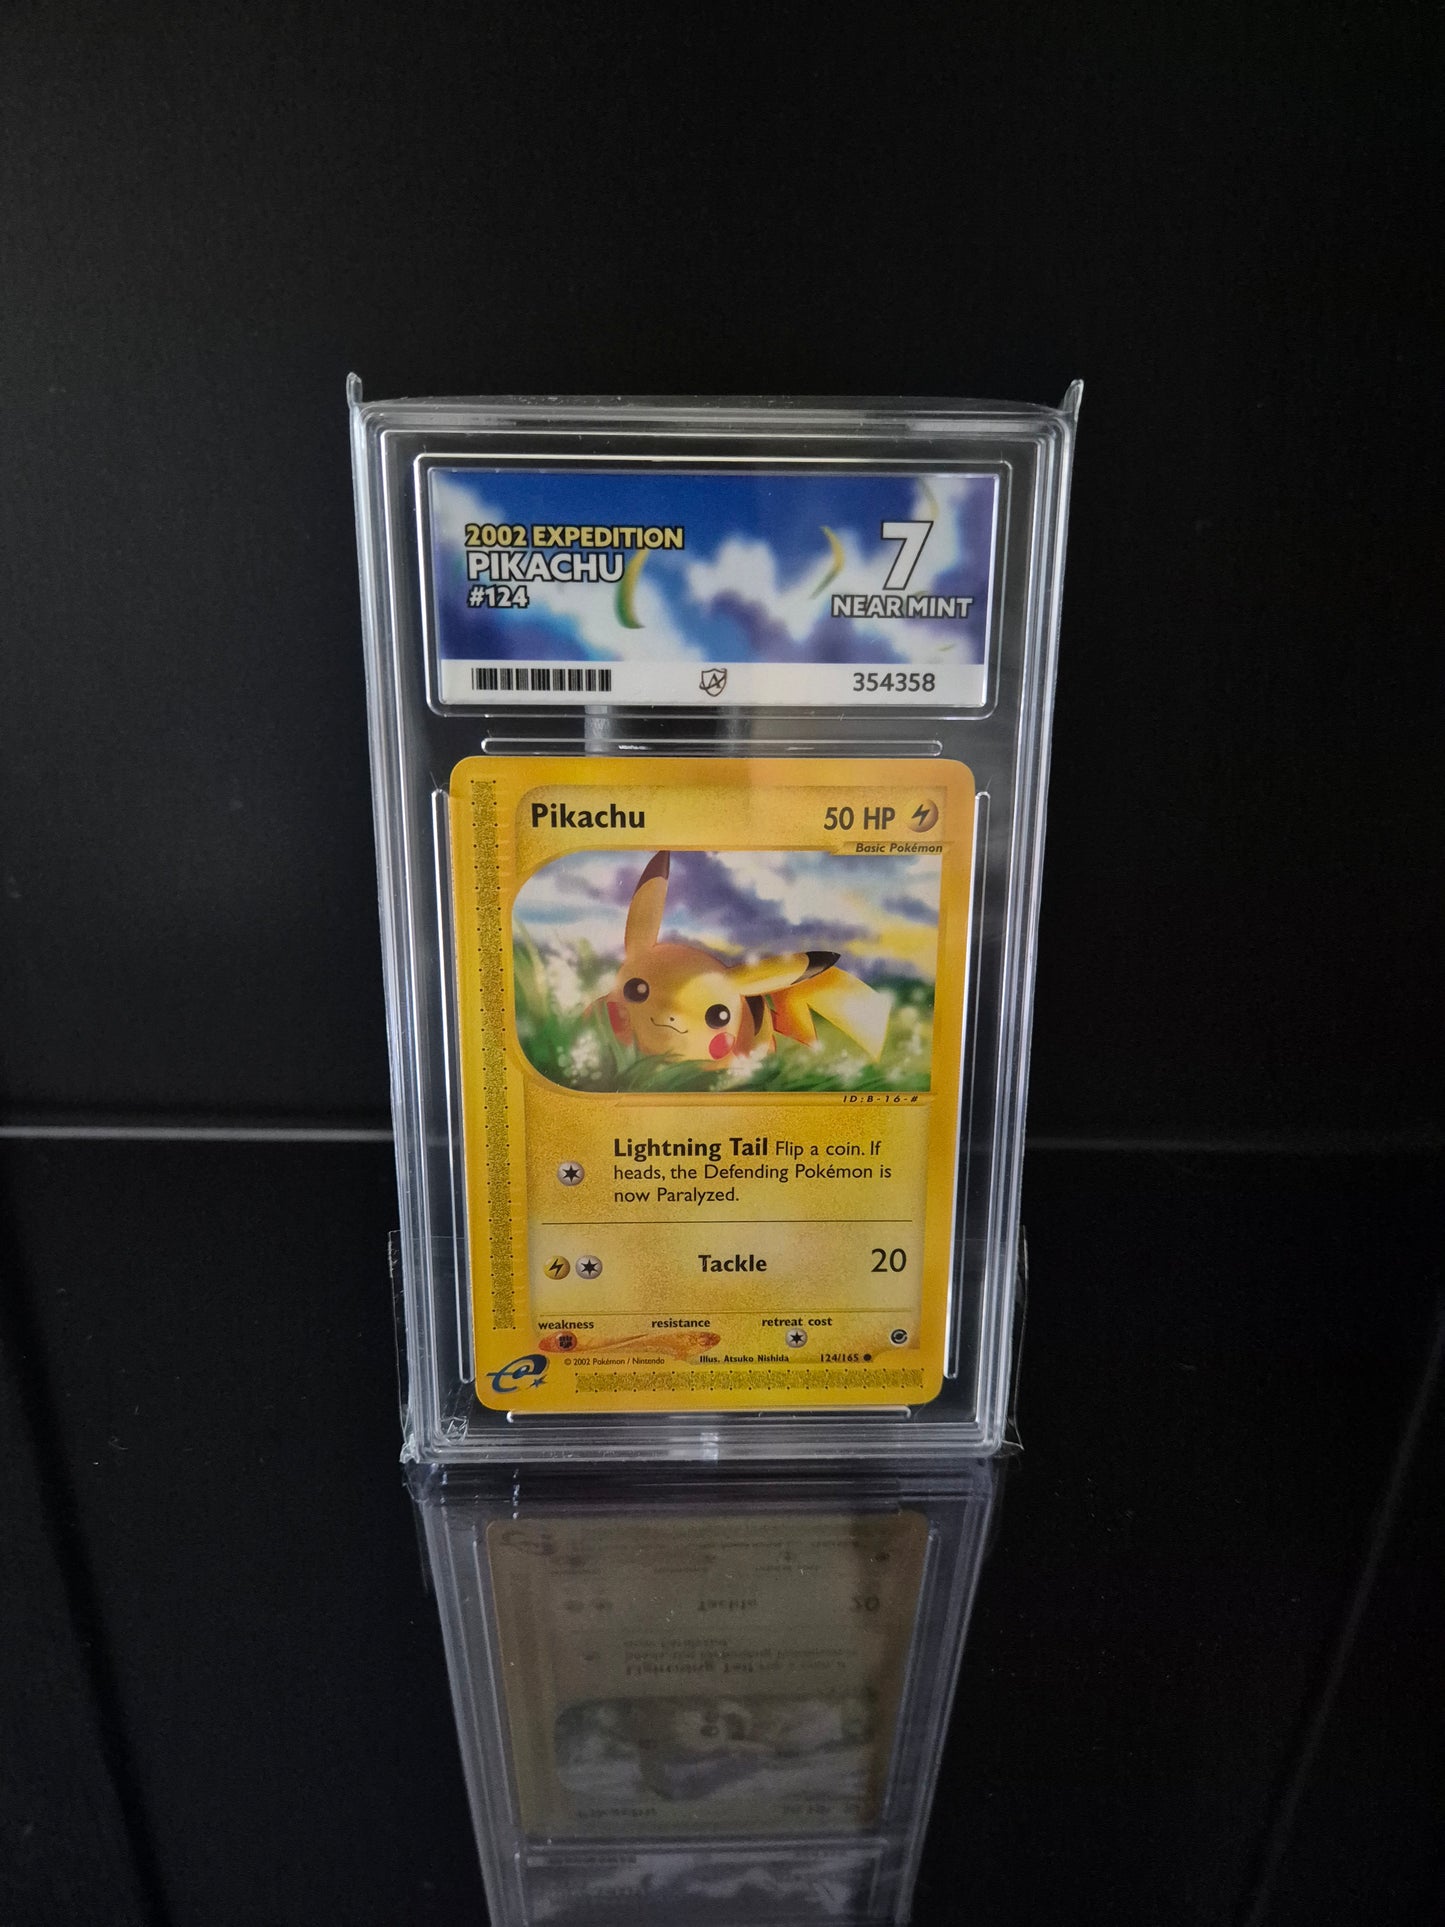 2002 EXPEDITION
PIKACHU
#124
7
NEAR MINT
354358
Pikachu
50 HP
Basic Pokémon
ID:B-16-#
Lightning Tail Flip a coin. If
heads, the Defending Pokémon is
now Paralyzed.
Tackle 20
weakness resistance retreat cost
© 2002 Pokémon / Nintendo Illus. Atsuko Nishida 124/165